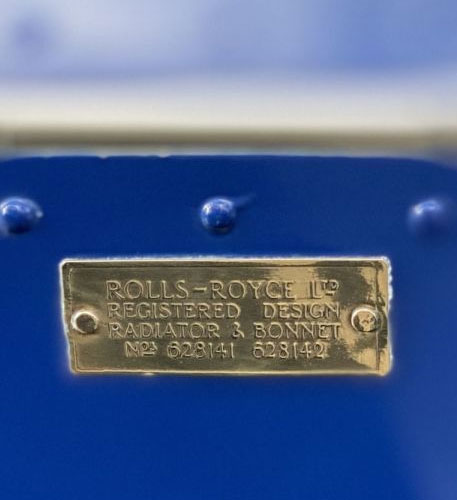 ROLLS-ROYCE LTD
REGISTERED DESIGN
RADIATOR & BONNET
Nos 628141 628142